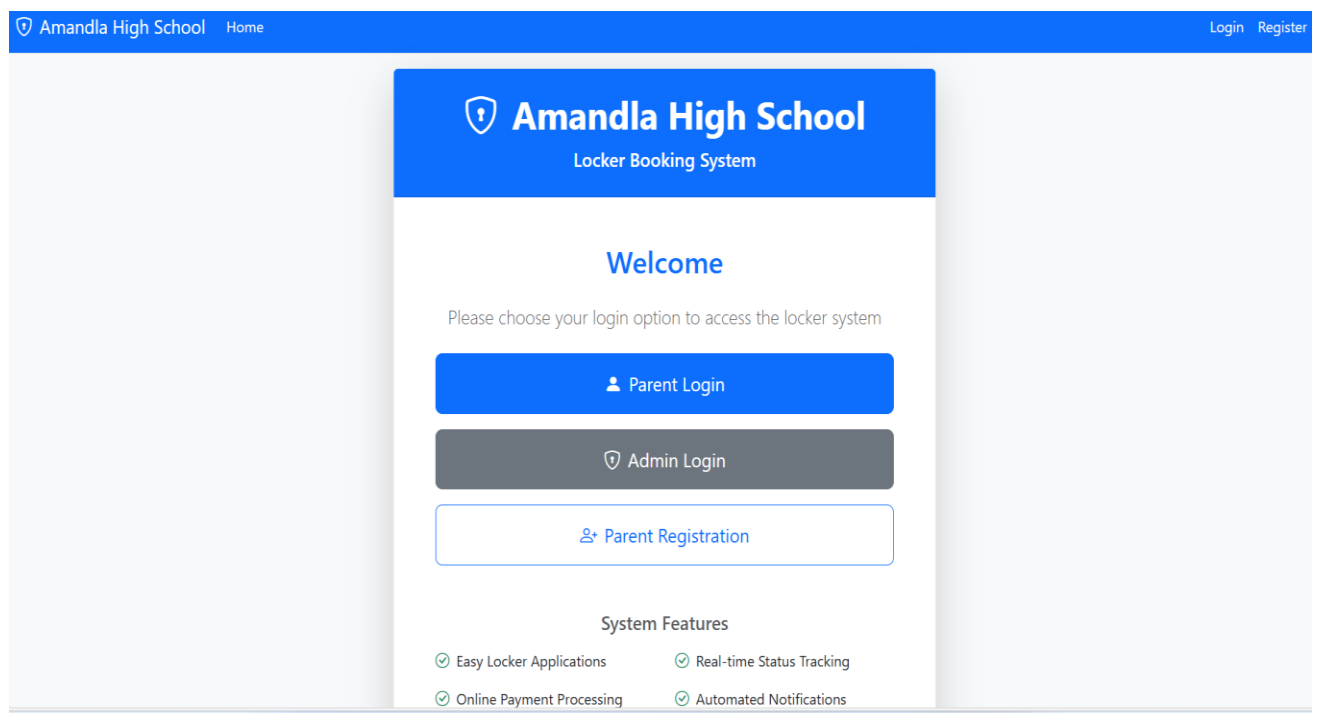 Amandla High School Home Login Register
Amandla High School
Locker Booking System
Welcome
Please choose your login option to access the locker system
Parent Login
Admin Login
Parent Registration
System Features
Easy Locker Applications Real-time Status Tracking
Online Payment Processing Automated Notifications